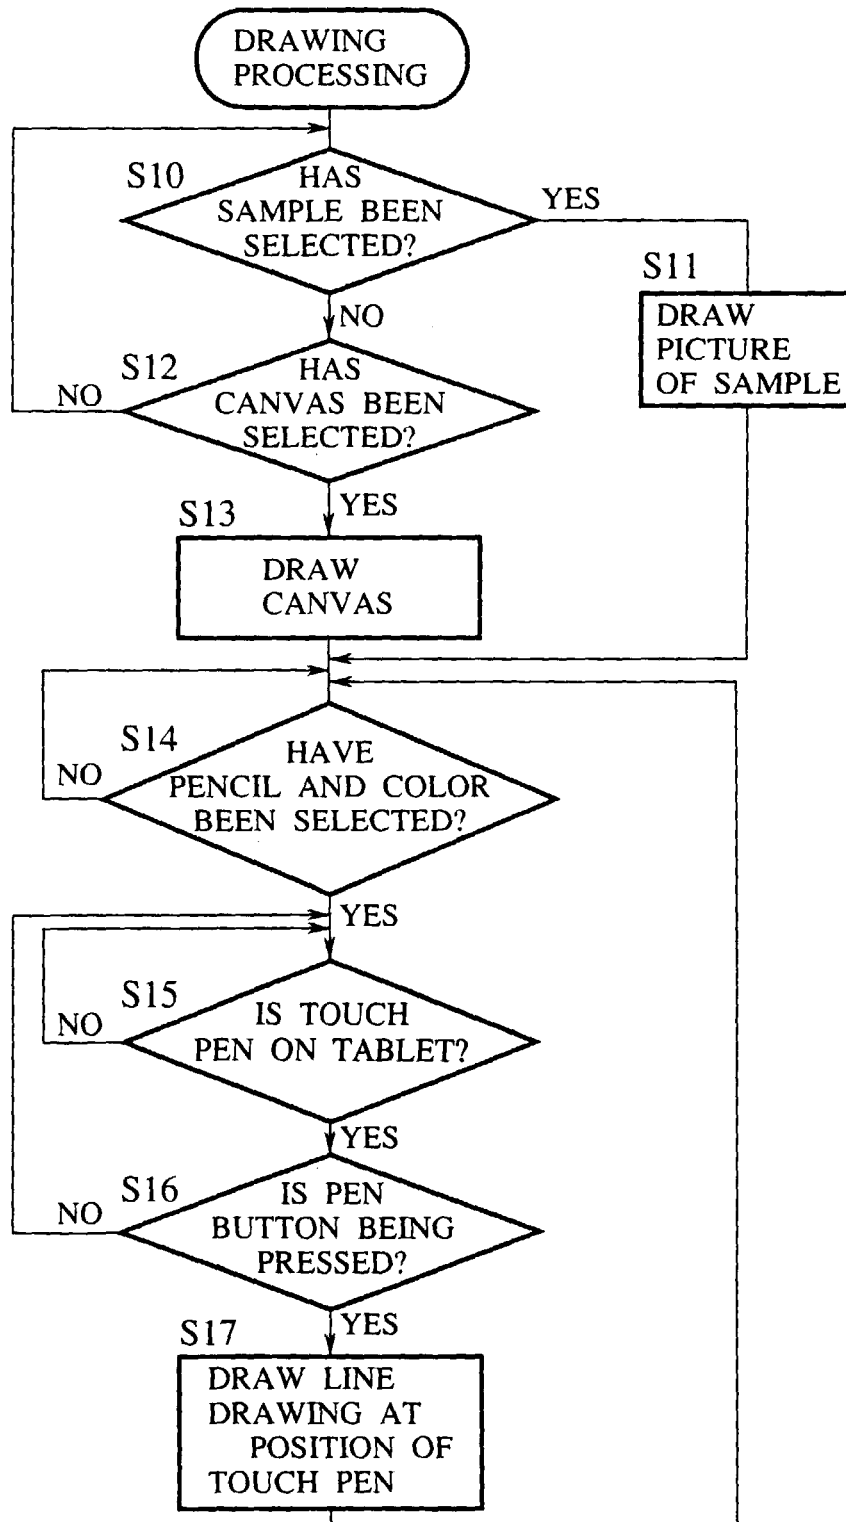 DRAWING
PROCESSING
S10
HAS
SAMPLE BEEN
SELECTED?
YES
S11
DRAW
PICTURE
OF SAMPLE
NO
S12
HAS
CANVAS BEEN
SELECTED?
NO
YES
S13
DRAW
CANVAS
S14
HAVE
PENCIL AND COLOR
BEEN SELECTED?
NO
YES
S15
IS TOUCH
PEN ON TABLET?
NO
YES
S16
IS PEN
BUTTON BEING
PRESSED?
NO
YES
S17
DRAW LINE
DRAWING AT
POSITION OF
TOUCH PEN